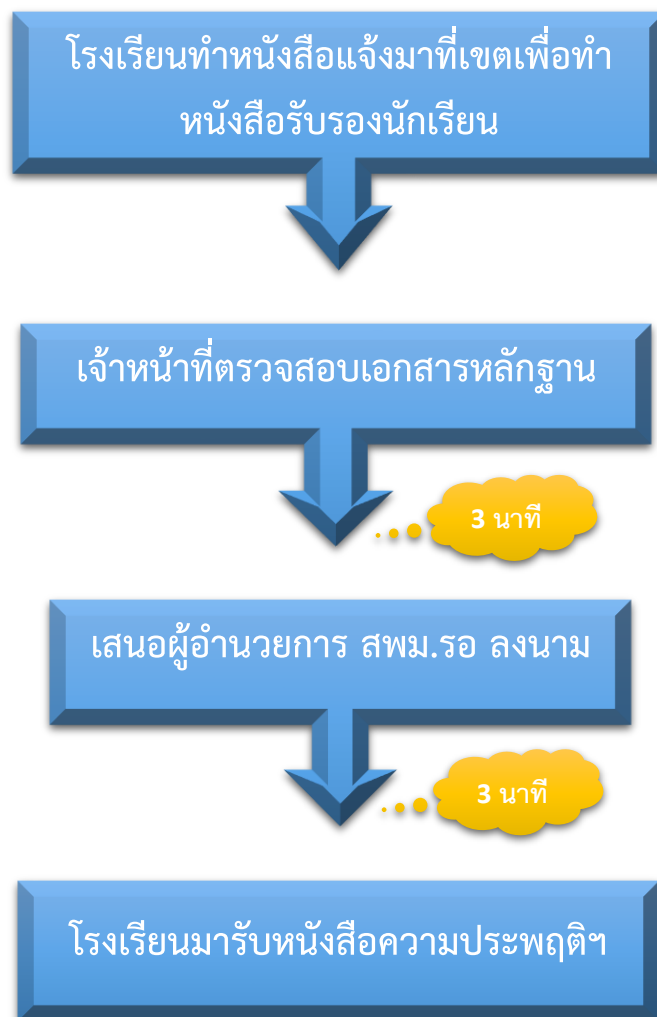 โรงเรียนทำหนังสือแจ้งมาที่เขตเพื่อทำ
หนังสือรับรองนักเรียน
เจ้าหน้าที่ตรวจสอบเอกสารหลักฐาน
3 นาที
เสนอผู้อำนวยการ สพม.รอ ลงนาม
3 นาที
โรงเรียนมารับหนังสือความประพฤติฯ